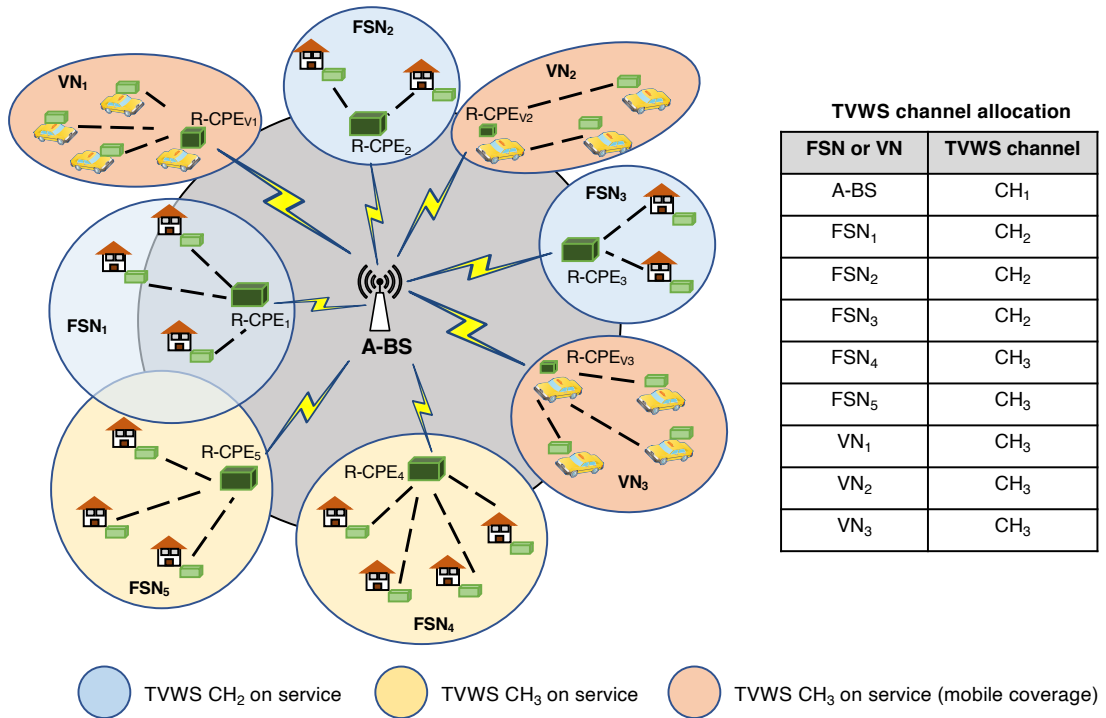 FSN₂
VN₁
VN₂
R-CPEV1
R-CPEV2
R-CPE₂
FSN₃
R-CPE₃
FSN₁
R-CPE₁
A-BS
R-CPEV3
VN₃
R-CPE₅
R-CPE₄
FSN₅
FSN₄
TVWS channel allocation
FSN or VN TVWS channel
A-BS CH₁
FSN₁ CH₂
FSN₂ CH₂
FSN₃ CH₂
FSN₄ CH₃
FSN₅ CH₃
VN₁ CH₃
VN₂ CH₃
VN₃ CH₃
TVWS CH₂ on service
TVWS CH₃ on service
TVWS CH₃ on service (mobile coverage)